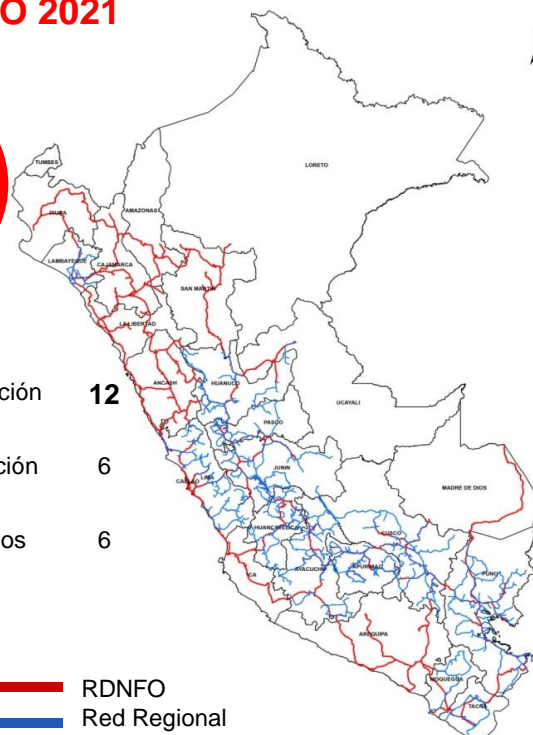 O 2021
TUMBES
LORETO
PIURA
AMAZONAS
LAMBAYEQUE
CAJAMARCA
SAN MARTIN
LA LIBERTAD
ción 12
ANCASH
HUANUCO
UCAYALI
PASCO
ción 6
JUNIN
CALLAO
LIMA
MADRE DE DIOS
os 6
HUANCAVELICA
CUSCO
ICA
AYACUCHO
APURIMAC
PUNO
AREQUIPA
MOQUEGUA
TACNA
RDNFO
Red Regional